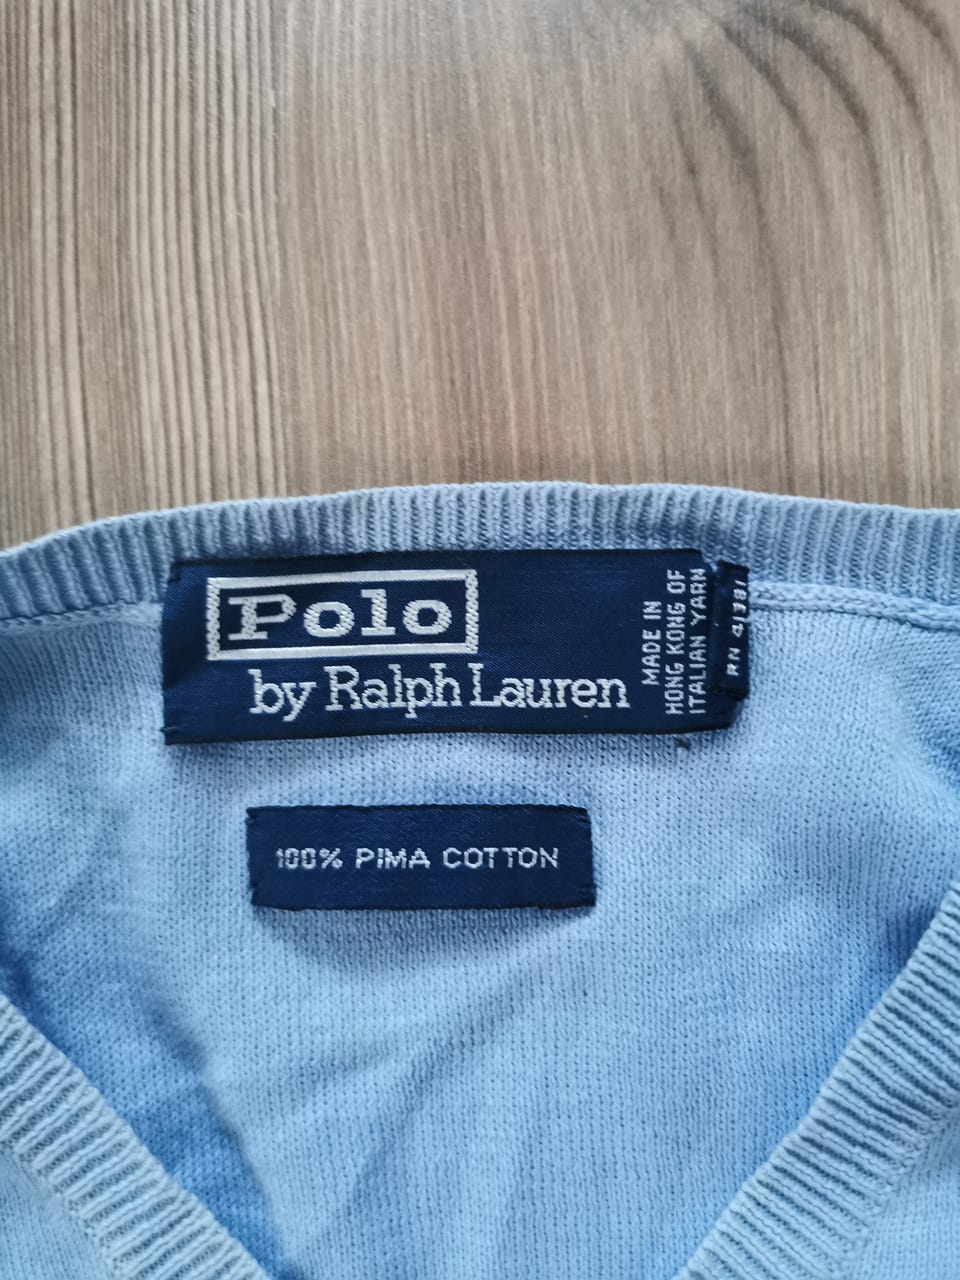 Polo
by Ralph Lauren
MADE IN
HONG KONG OF
ITALIAN YARN
RN 41381
100% PIMA COTTON